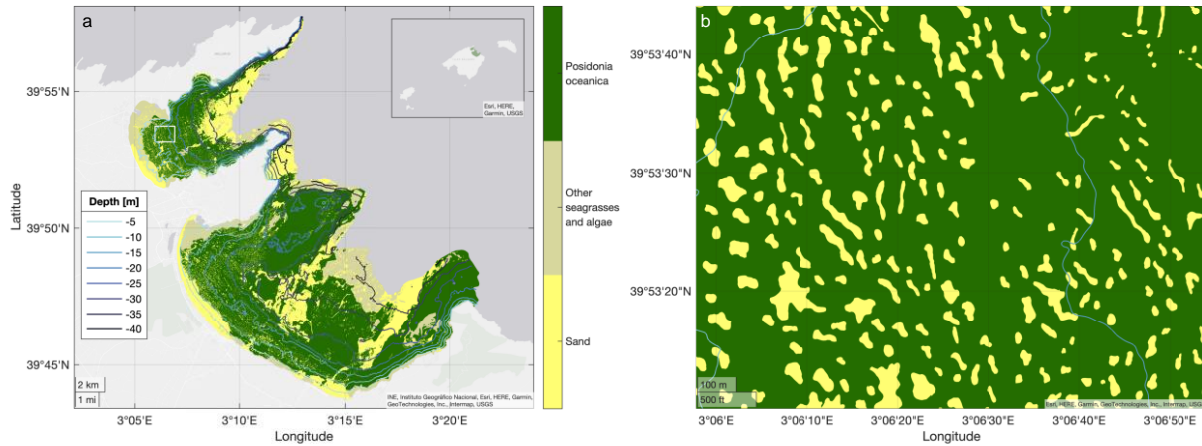 a
Esri, HERE,
Garmin, USGS
39°55'N
39°50'N
39°45'N
Latitude
Depth [m]
-5
-10
-15
-20
-25
-30
-35
-40
2 km
1 mi
INE, Instituto Geográfico Nacional, Esri, HERE, Garmin,
GeoTechnologies, Inc., Intermap, USGS
3°05'E
3°10'E
3°15'E
3°20'E
Longitude
Posidonia
oceanica
Other
seagrasses
and algae
Sand
b
39°53'40"N
39°53'30"N
39°53'20"N
100 m
500 ft
Esri, HERE, Garmin, GeoTechnologies, Inc., Intermap, USGS
3°06'E
3°06'10"E
3°06'20"E
3°06'30"E
3°06'40"E
3°06'50"E
Longitude